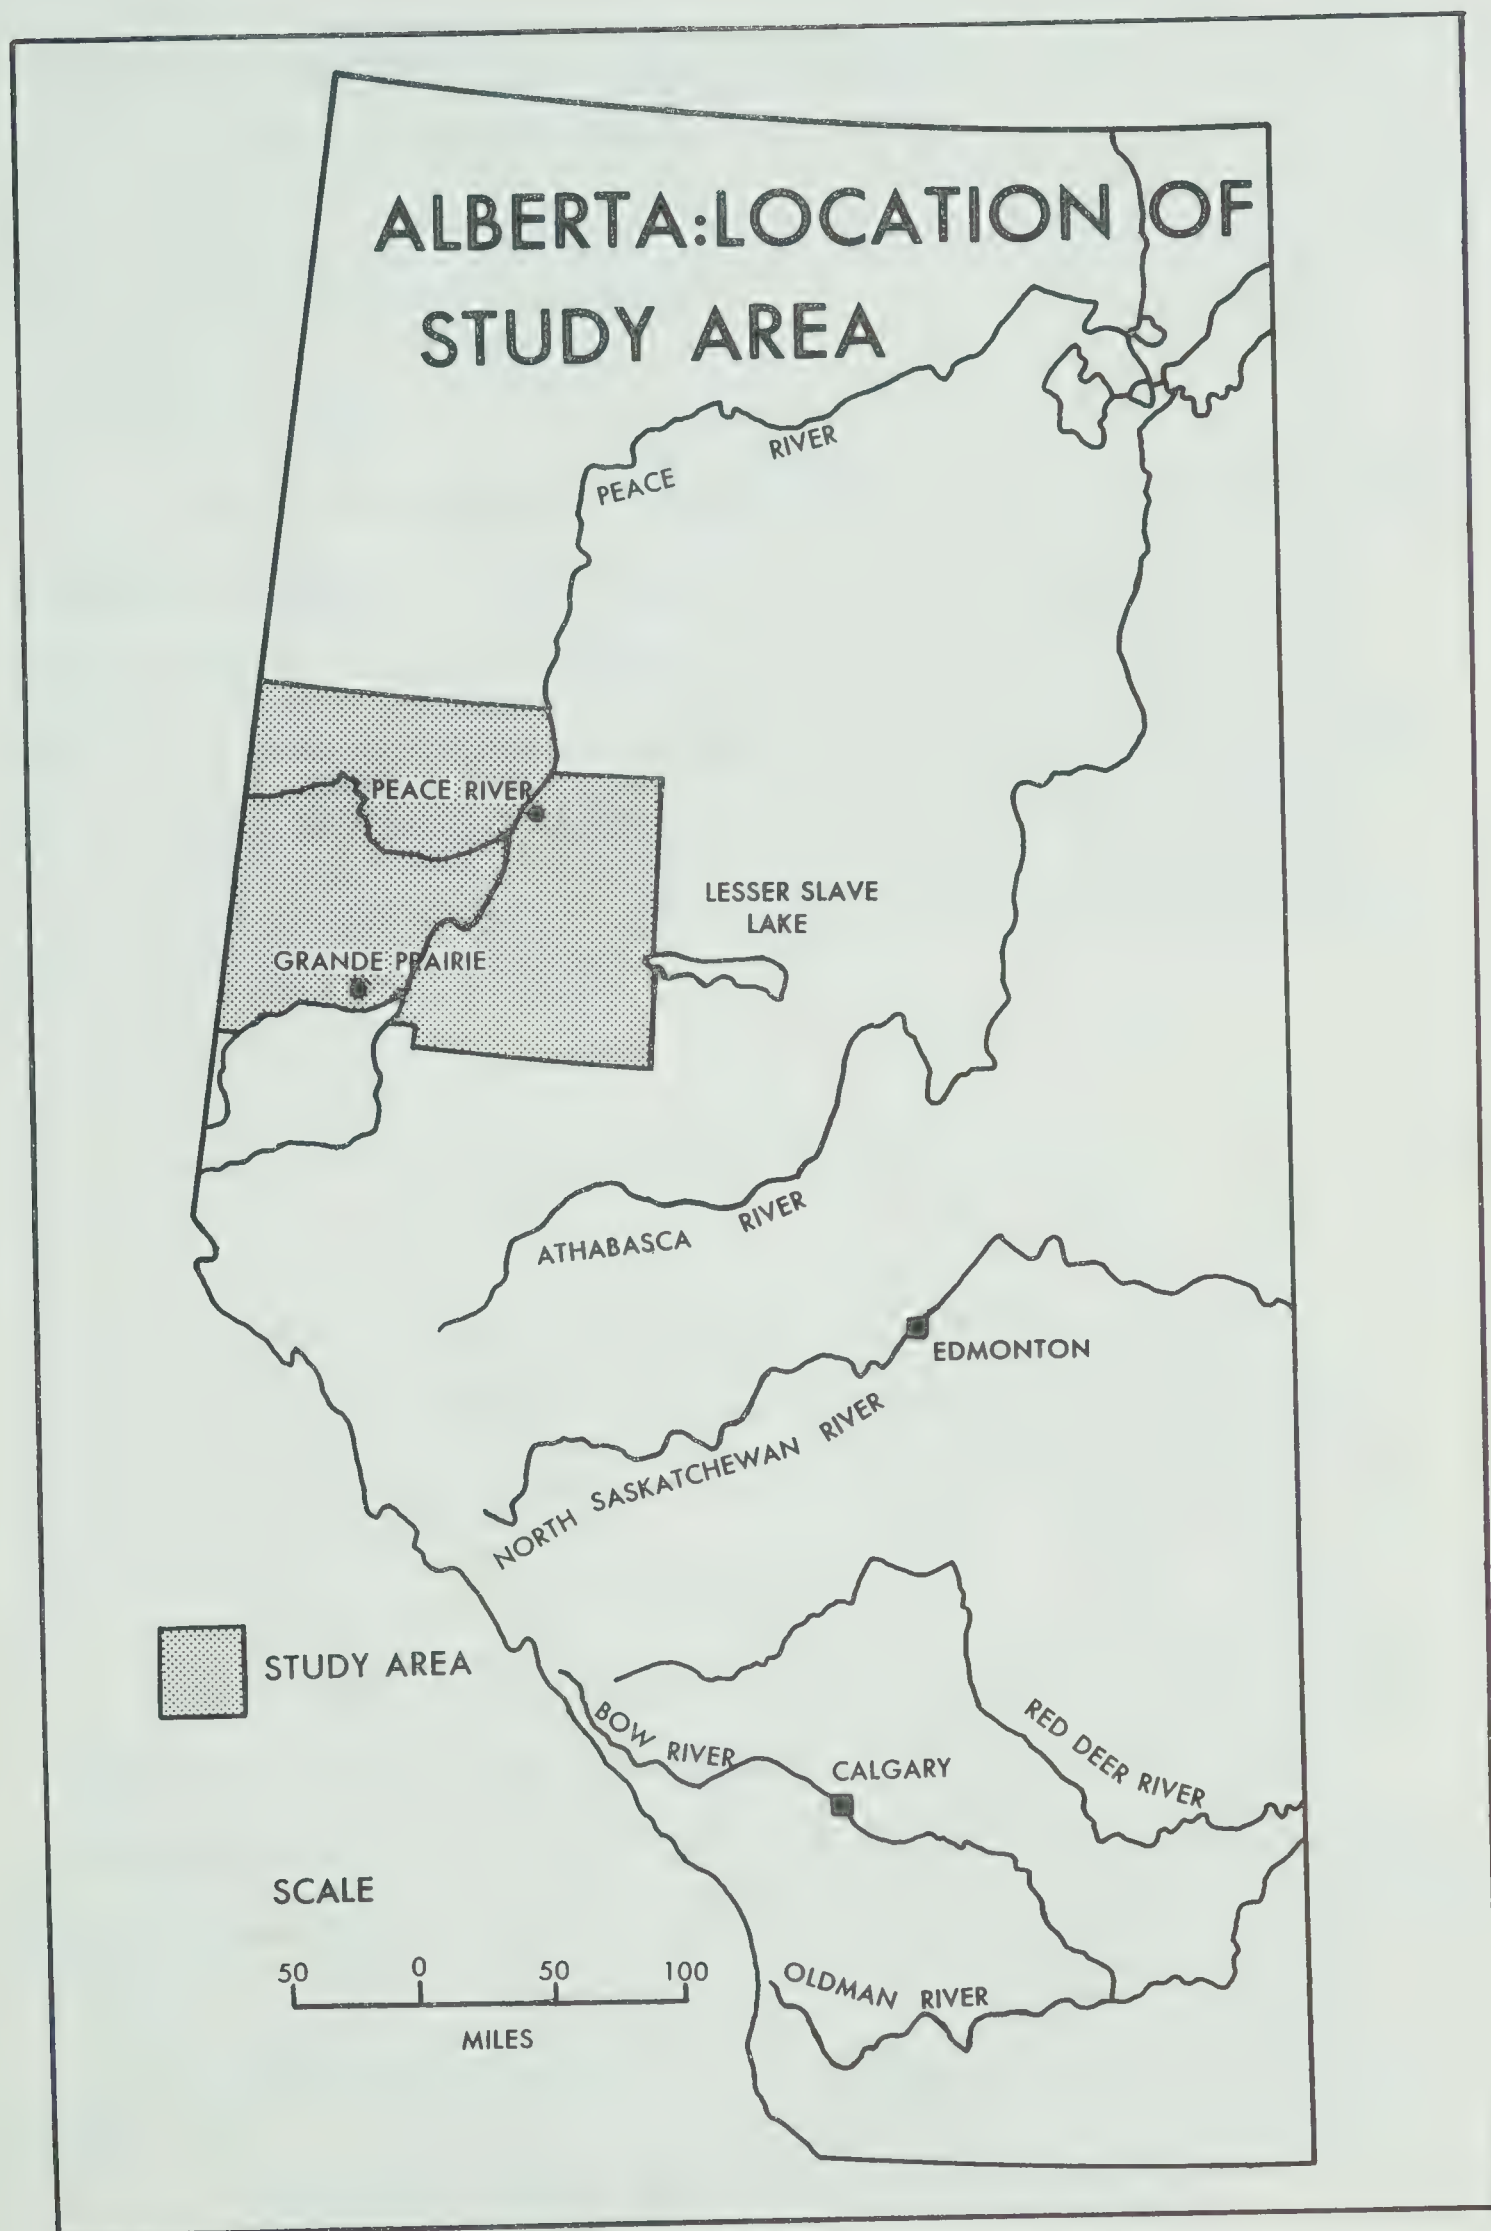 ALBERTA:LOCATION OF
STUDY AREA
PEACE RIVER
PEACE RIVER
LESSER SLAVE
LAKE
GRANDE PRAIRIE
ATHABASCA RIVER
EDMONTON
NORTH SASKATCHEWAN RIVER
STUDY AREA
BOW RIVER
RED DEER RIVER
CALGARY
SCALE
50 0 50 100
MILES
OLDMAN RIVER